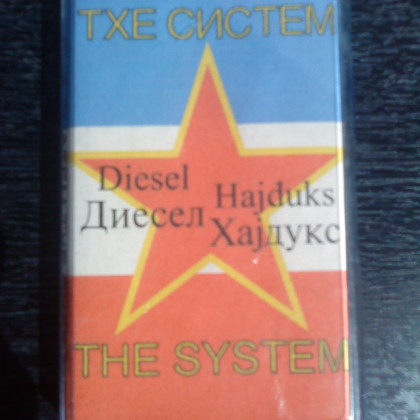 ТХЕ СИСТЕМ
Diesel
Диесел
Hajduks
Хајдукс
THE SYSTEM